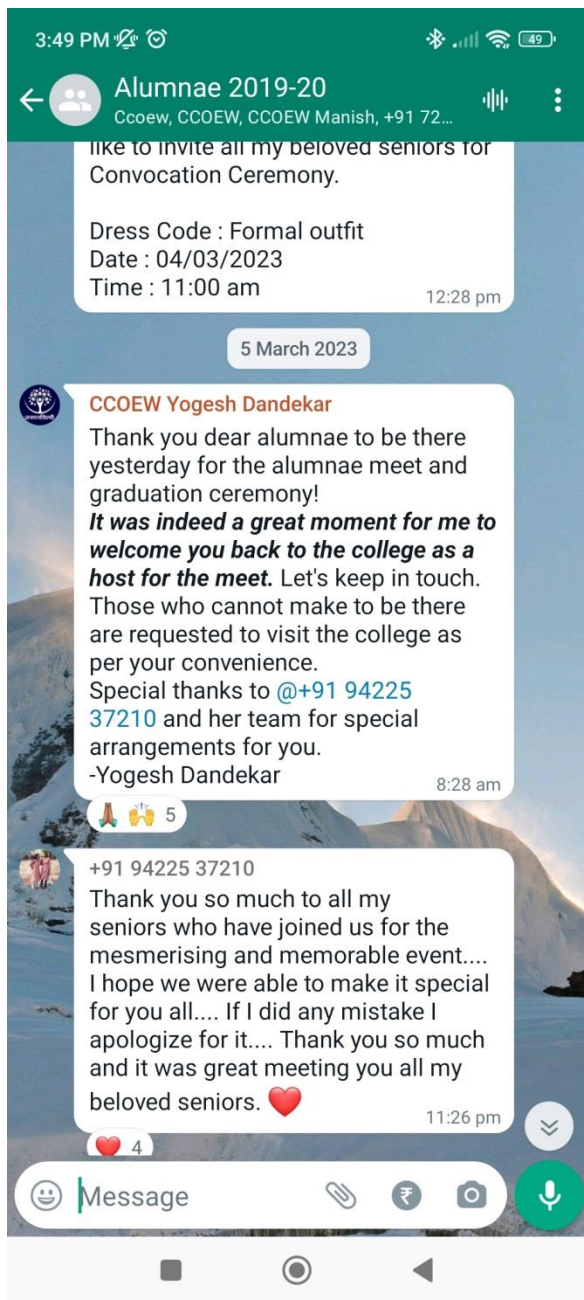 3:49 PM
49
Alumnae 2019-20
Ccoew, CCOEW, CCOEW Manish, +91 72...
like to invite all my beloved seniors for
Convocation Ceremony.
Dress Code : Formal outfit
Date : 04/03/2023
Time : 11:00 am
12:28 pm
5 March 2023
CCOEW Yogesh Dandekar
Thank you dear alumnae to be there
yesterday for the alumnae meet and
graduation ceremony!
It was indeed a great moment for me to
welcome you back to the college as a
host for the meet. Let's keep in touch.
Those who cannot make to be there
are requested to visit the college as
per your convenience.
Special thanks to @+91 94225
37210 and her team for special
arrangements for you.
-Yogesh Dandekar
8:28 am
🙏🏾 🙌 5
+91 94225 37210
Thank you so much to all my
seniors who have joined us for the
mesmerising and memorable event....
I hope we were able to make it special
for you all.... If I did any mistake I
apologize for it.... Thank you so much
and it was great meeting you all my
beloved seniors. ❤️
11:26 pm
❤️ 4
Message
₹